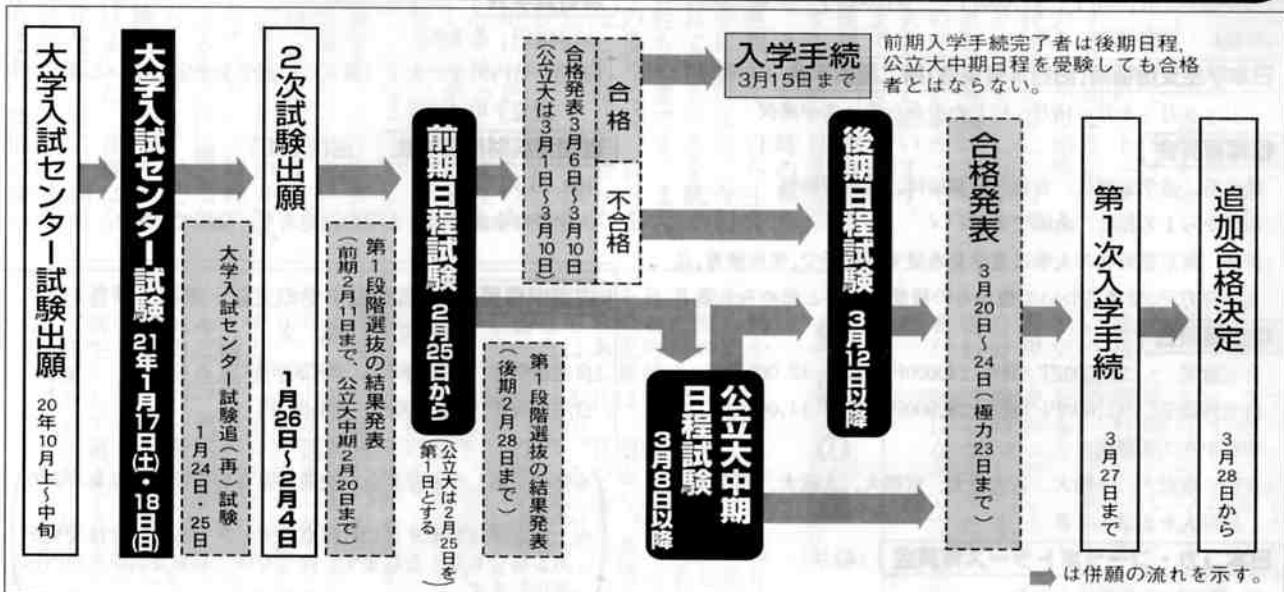 大学入試センター試験出願 20年10月上〜中旬
大学入試センター試験 21年1月17日(土)・18日(日)
大学入試センター試験追(再)試験
1月24日・25日
2次試験出願 1月26日〜2月4日
第1段階選抜の結果発表
(前期2月11日まで 公立大中期2月20日まで)
前期日程試験 2月25日から
(公立大は2月25日を
第1日とする)
第1段階選抜の結果発表
(後期2月28日まで)
合格発表3月6日〜3月10日
(公立大は3月1日〜3月10日)
合格
不合格
入学手続
3月15日まで
前期入学手続完了者は後期日程,
公立大中期日程を受験しても合格
者とはならない。
公立大中期
日程試験
3月8日以降
後期日程試験 3月12日以降
合格発表 3月20日〜24日(極力23日まで)
第一次入学手続 3月27日まで
追加合格決定 3月28日から
は併願の流れを示す。